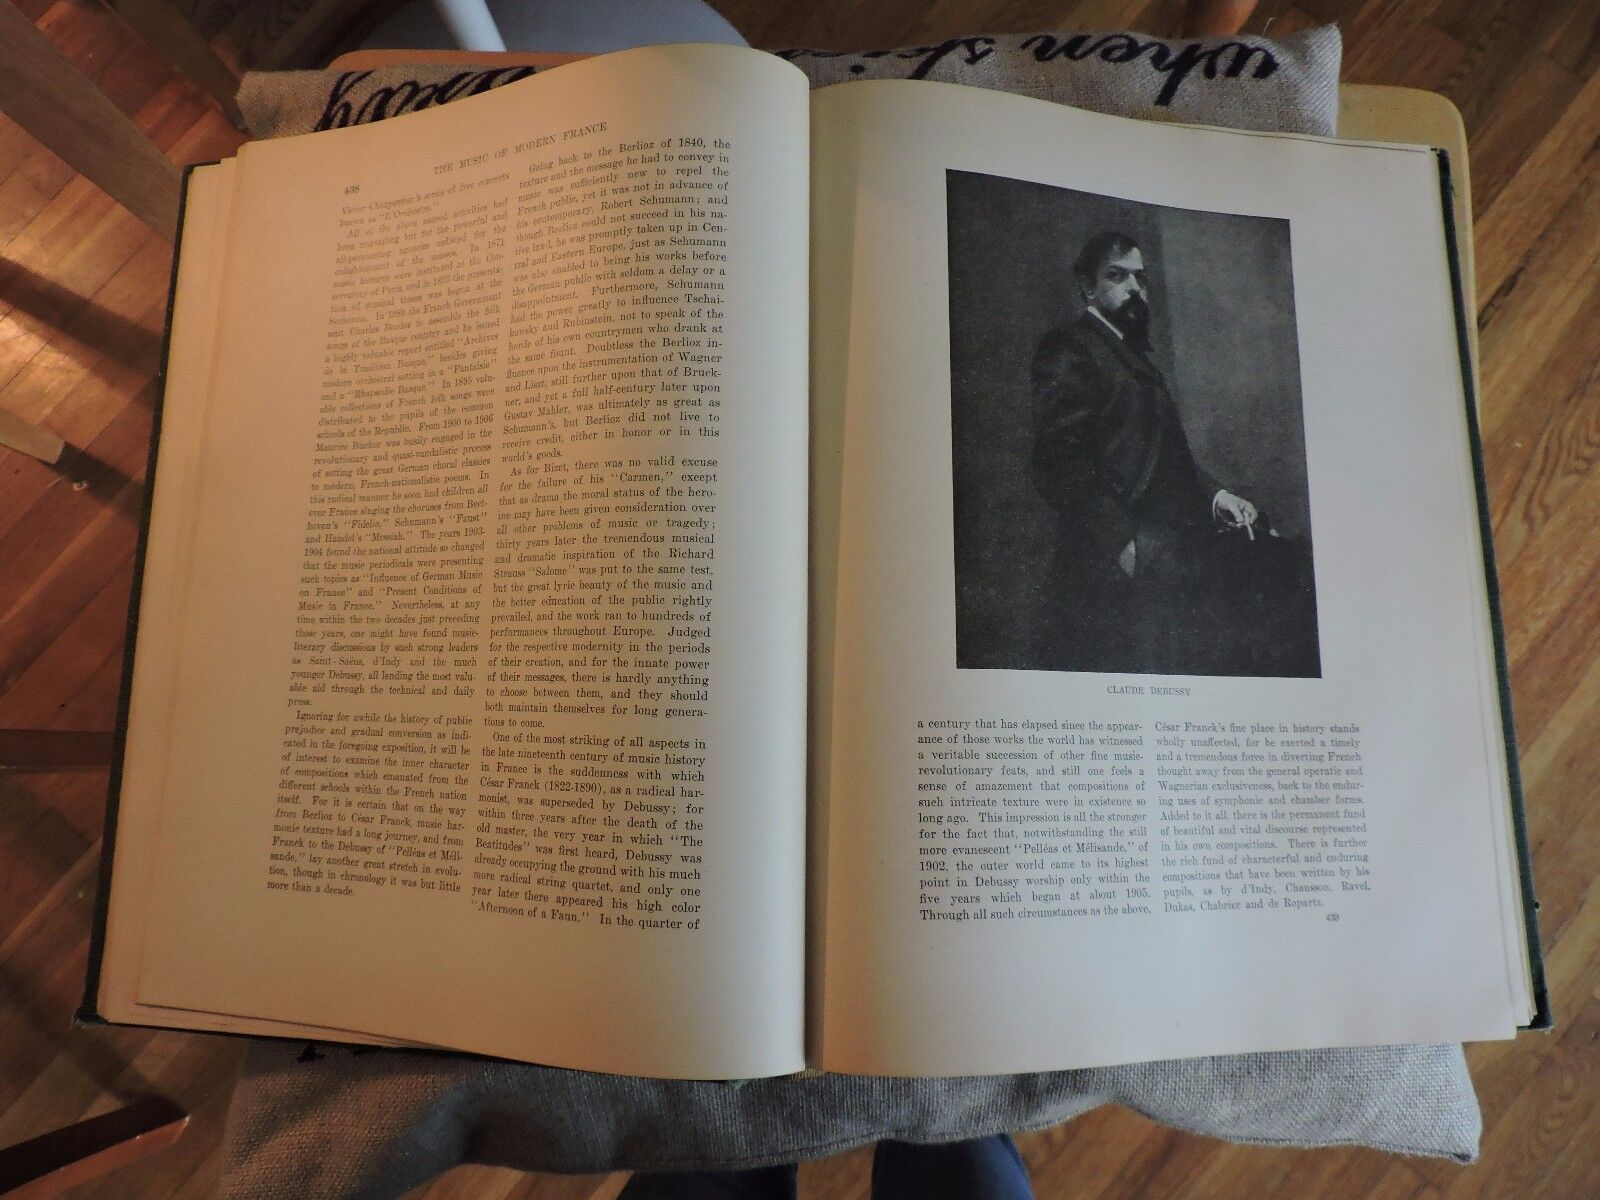 when
438
THE MUSIC OF MODERN FRANCE
Victor Charpentier's series of free concerts
known as "L'Orchestre."
All of the above named activities had
been unavailing but for the powerful and
all-permeating agencies enlisted for the
enlightenment of the masses. In 1871
music lectures were instituted at the Con-
servatory of Paris, and in 1892 the presenta-
tion of musical theses was begun at the
Sorbonne. In 1889 the French Government
sent Charles Bordes to assemble the folk
songs of the Basque country and he issued
a highly valuable report entitled "Archives
de la Tradition Basque," besides giving
modern orchestral setting in a "Fantaisie"
and a "Rhapsodie Basque." In 1895 valu-
able collections of French folk songs were
distributed to the pupils of the common
schools of the Republic. From 1900 to 1906
Maurice Buchor was busily engaged in the
revolutionary and quasi-vandalistic process
of setting the great German choral classics
to modern, French-nationalistic poems. In
this radical manner he soon had children all
over France singing the choruses from Beet-
hoven's "Fidelio," Schumann's "Faust"
and Handel's "Messiah." The years 1903-
1904 found the national attitude so changed
that the music periodicals were presenting
such topics as "Influence of German Music
on France" and "Present Conditions of
Music in France." Nevertheless, at any
time within the two decades just preceding
those years, one might have found music-
literary discussions by such strong leaders
as Saint-Saëns, d'Indy and the much
younger Debussy, all lending the most valu-
able aid through the technical and daily
press.
Ignoring for awhile the history of public
prejudice and gradual conversion as indi-
cated in the foregoing exposition, it will be
of interest to examine the inner character
of compositions which emanated from the
different schools within the French nation
itself. For it is certain that on the way
from Berlioz to César Franck, music har-
monic texture had a long journey, and from
Franck to the Debussy of "Pelléas et Méli-
sande," lay another great stretch in evolu-
tion, though in chronology it was but little
more than a decade.
Going back to the Berlioz of 1840, the
texture and the message he had to convey in
music was sufficiently new to repel the
French public, yet it was not in advance of
his contemporary, Robert Schumann; and
though Berlioz could not succeed in his na-
tive land, he was promptly taken up in Cen-
tral and Eastern Europe, just as Schumann
was also enabled to bring his works before
the German public with seldom a delay or a
disappointment. Furthermore, Schumann
had the power greatly to influence Tschai-
kowsky and Rubinstein, not to speak of the
horde of his own countrymen who drank at
the same fount. Doubtless the Berlioz in-
fluence upon the instrumentation of Wagner
and Liszt, still further upon that of Bruck-
ner, and yet a full half-century later upon
Gustav Mahler, was ultimately as great as
Schumann's, but Berlioz did not live to
receive credit, either in honor or in this
world's goods.
As for Bizet, there was no valid excuse
for the failure of his "Carmen," except
that as drama the moral status of the hero-
ine may have been given consideration over
all other problems of music or tragedy;
thirty years later the tremendous musical
and dramatic inspiration of the Richard
Strauss "Salome" was put to the same test,
but the great lyric beauty of the music and
the better education of the public rightly
prevailed, and the work ran to hundreds of
performances throughout Europe. Judged
for the respective modernity in the periods
of their creation, and for the innate power
of their messages, there is hardly anything
to choose between them, and they should
both maintain themselves for long genera-
tions to come.
One of the most striking of all aspects in
the late nineteenth century of music history
in France is the suddenness with which
César Franck (1822-1890), as a radical har-
monist, was superseded by Debussy; for
within three years after the death of the
old master, the very year in which "The
Beatitudes" was first heard, Debussy was
already occupying the ground with his much
more radical string quartet, and only one
year later there appeared his high color
"Afternoon of a Faun." In the quarter of
CLAUDE DEBUSSY
a century that has elapsed since the appear-
ance of those works the world has witnessed
a veritable succession of other fine music-
revolutionary feats, and still one feels a
sense of amazement that compositions of
such intricate texture were in existence so
long ago. This impression is all the stronger
for the fact that, notwithstanding the still
more evanescent "Pelléas et Mélisande," of
1902, the outer world came to its highest
point in Debussy worship only within the
five years which began at about 1905.
Through all such circumstances as the above,
César Franck's fine place in history stands
wholly unaffected, for he exerted a timely
and a tremendous force in diverting French
thought away from the general operatic and
Wagnerian exclusiveness, back to the endur-
ing uses of symphonic and chamber forms.
Added to it all, there is the permanent fund
of beautiful and vital discourse represented
in his own compositions. There is further
the rich fund of characterful and enduring
compositions that have been written by his
pupils, as by d'Indy, Chausson, Ravel,
Dukas, Chabrier and de Ropartz.
439